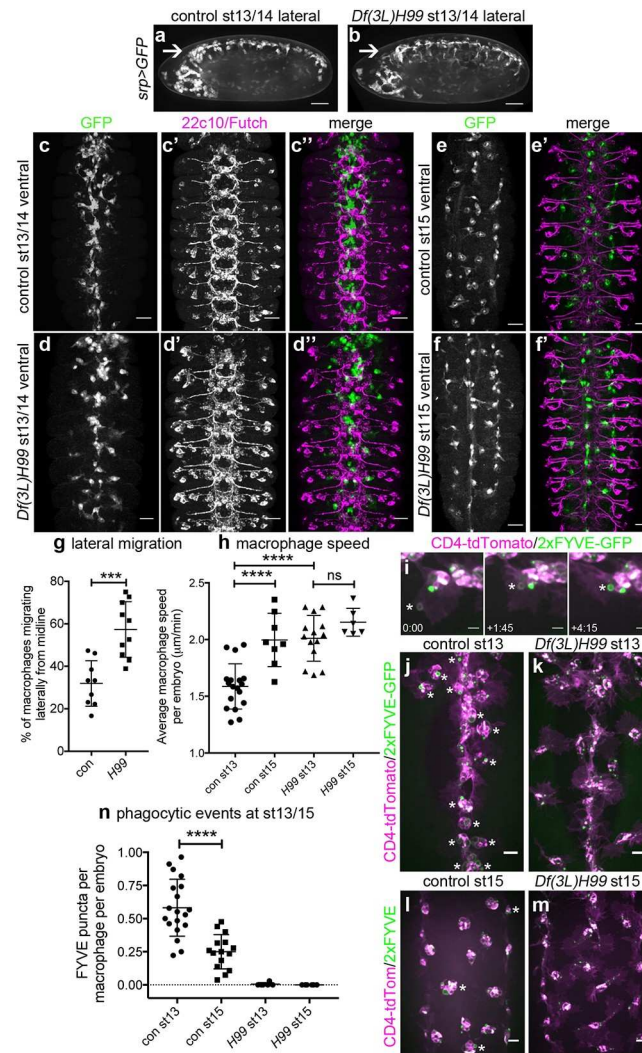 control st13/14 lateral
Df(3L)H99 st13/14 lateral
srp>GFP
a
b
GFP
22c10/Futch
merge
GFP
merge
control st13/14 ventral
c
c'
c''
control st15 ventral
e
e'
Df(3L)H99 st13/14 ventral
d
d'
d''
Df(3L)H99 st115 ventral
f
f'
g lateral migration
% of macrophages migrating
laterally from midline
80
60
40
20
0
***
con
H99
h macrophage speed
Average macrophage speed
per embryo (μm/min)
3.0
2.5
2.0
1.5
1.0
****
****
ns
con st13
con st15
H99 st13
H99 st15
CD4-tdTomato/2xFYVE-GFP
i
*
0:00
*
+1:45
*
+4:15
control st13
Df(3L)H99 st13
CD4-tdTomato/2xFYVE-GFP
j
k
control st15
Df(3L)H99 st15
CD4-tdTom/2xFYVE
l
m
n phagocytic events at st13/15
FYVE puncta per
macrophage per embryo
1.00
0.75
0.50
0.25
0.00
****
con st13
con st15
H99 st13
H99 st15